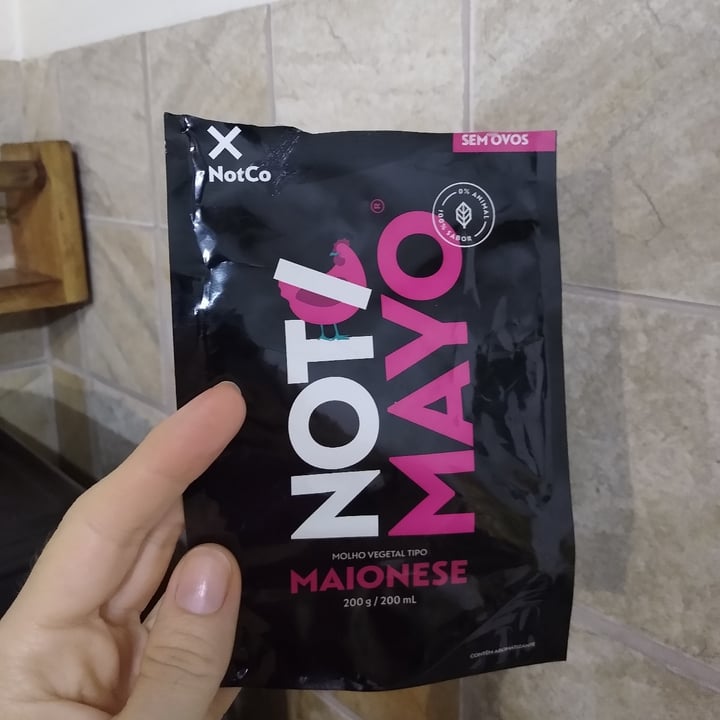 NotCo
SEM OVOS
0% ANIMAL
100% SABOR
NOT
MAYO
MOLHO VEGETAL TIPO
MAIONESE
200 g / 200 mL
CONTÉM AROMATIZANTE